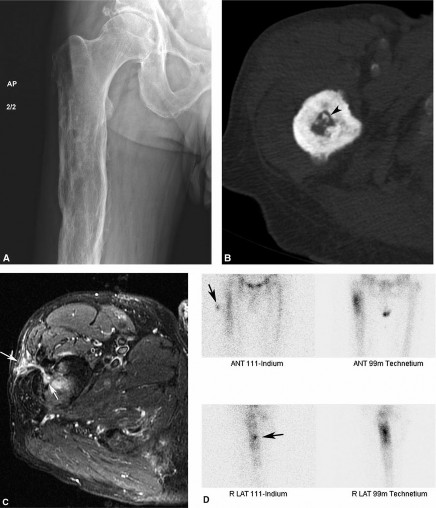 AP
2/2
A
B
C
ANT 111-Indium
ANT 99m Technetium
R LAT 111-Indium
R LAT 99m Technetium
D